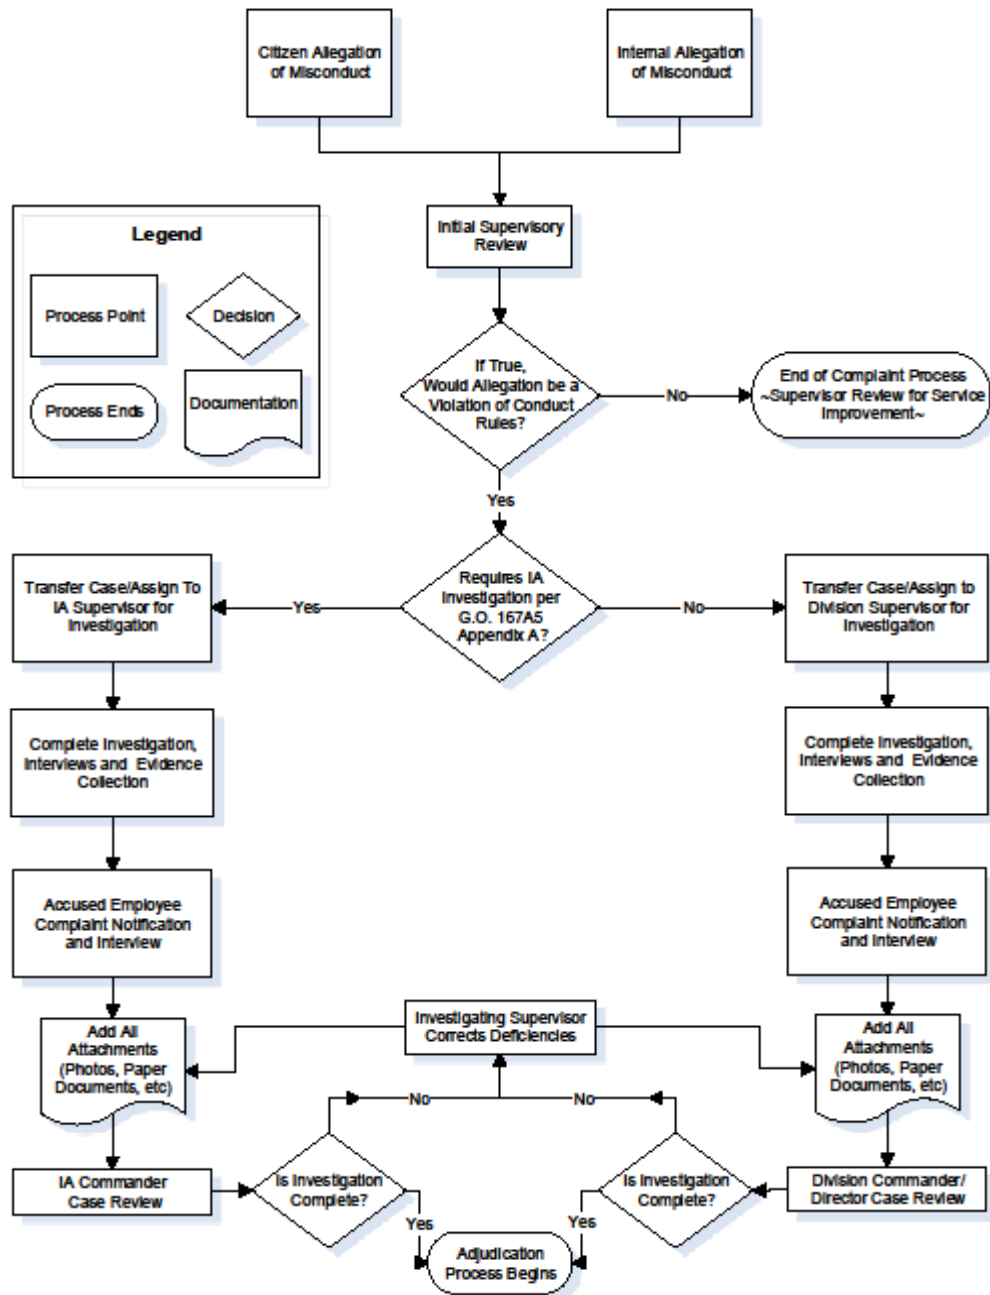 Citizen Allegation
of Misconduct
Internal Allegation
of Misconduct
Initial Supervisory
Review
Legend
Process Point
Decision
Process Ends
Documentation
If True,
Would Allegation be a
Violation of Conduct
Rules?
No
End of Complaint Process
~Supervisor Review for Service
Improvement~
Yes
Transfer Case/Assign To
IA Supervisor for
Investigation
Yes
Requires IA
Investigation per
G.O. 167A5
Appendix A?
No
Transfer Case/Assign to
Division Supervisor for
Investigation
Complete Investigation,
Interviews and Evidence
Collection
Complete Investigation,
Interviews and Evidence
Collection
Accused Employee
Complaint Notification
and Interview
Accused Employee
Complaint Notification
and Interview
Add All
Attachments
(Photos, Paper
Documents, etc)
Investigating Supervisor
Corrects Deficiencies
Add All
Attachments
(Photos, Paper
Documents, etc)
No
No
IA Commander
Case Review
Is Investigation
Complete?
Is Investigation
Complete?
Division Commander/
Director Case Review
Yes
Yes
Adjudication
Process Begins